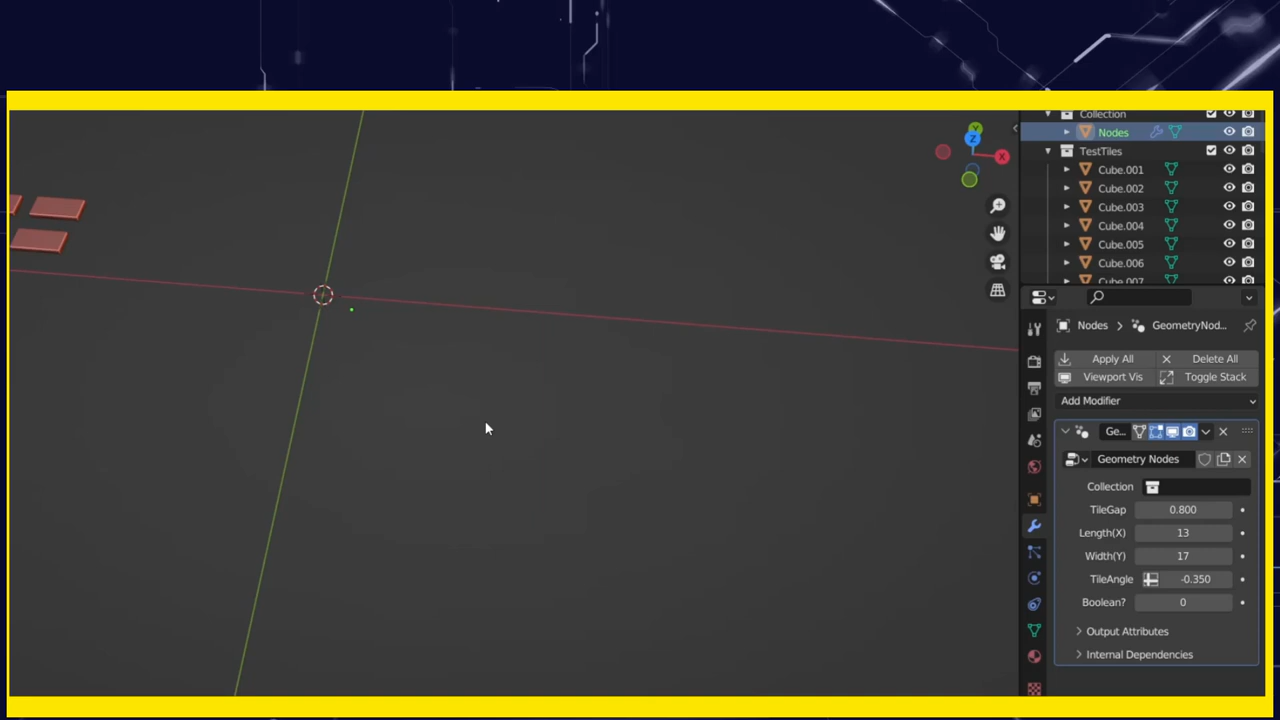 Collection
Nodes
TestTiles
Cube.001
Cube.002
Cube.003
Cube.004
Cube.005
Cube.006
Cube.007
Y
Z
X
Nodes > GeometryNod...
Apply All
Delete All
Viewport Vis
Toggle Stack
Add Modifier
Ge...
Geometry Nodes
Collection
TileGap 0.800
Length(X) 13
Width(Y) 17
TileAngle -0.350
Boolean? 0
Output Attributes
Internal Dependencies